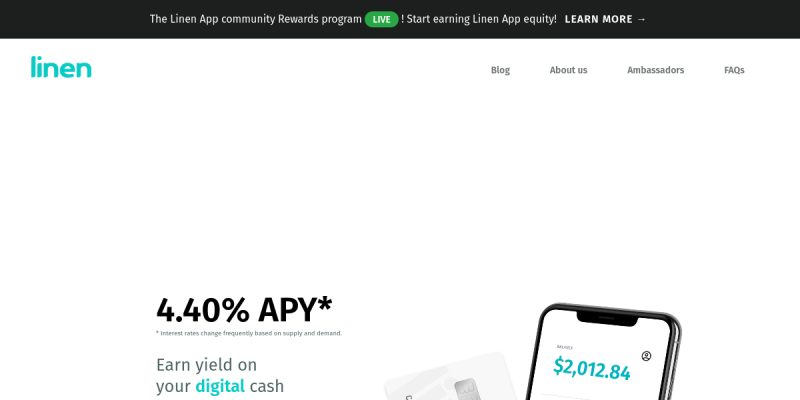 The Linen App community Rewards program LIVE ! Start earning Linen App equity! LEARN MORE →
linen
Blog About us Ambassadors FAQs
4.40% APY*
* Interest rates change frequently based on supply and demand.
Earn yield on
your digital cash
BALANCE
$2,012.84